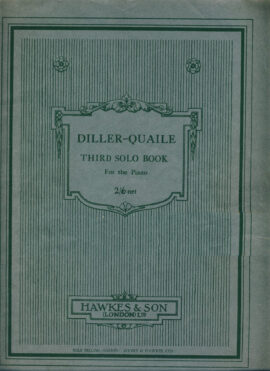 DILLER-QUAILE
THIRD SOLO BOOK
For the Piano
2/6 net
HAWKES & SON
(LONDON) LTD